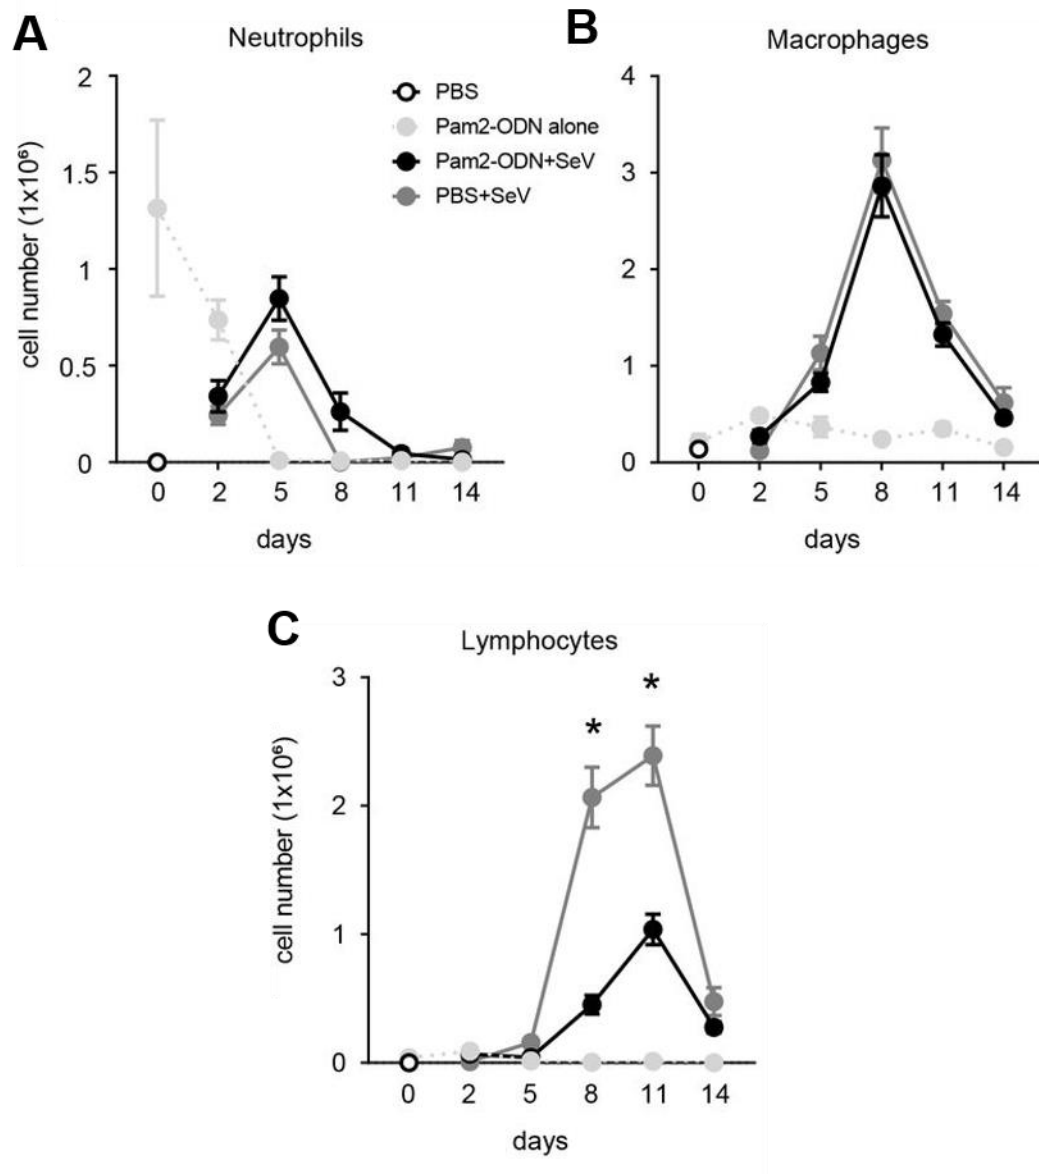 A
Neutrophils
2
1.5
1
0.5
0
cell number (1x10⁶)
0 2 5 8 11 14
days
PBS
Pam2-ODN alone
Pam2-ODN+SeV
PBS+SeV
B
Macrophages
4
3
2
1
0
0 2 5 8 11 14
days
C
Lymphocytes
3
2
1
0
cell number (1x10⁶)
* *
0 2 5 8 11 14
days